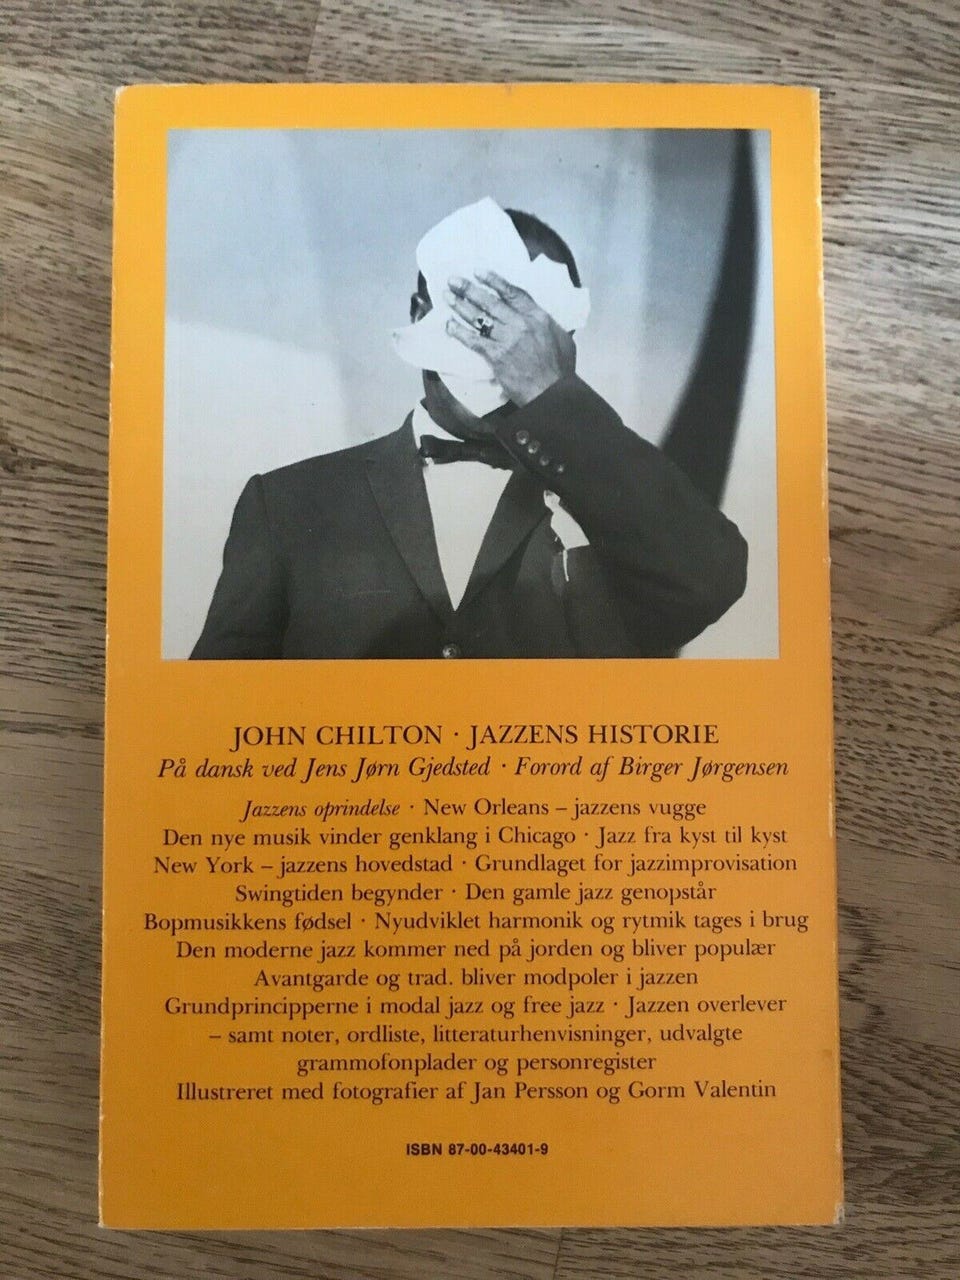 JOHN CHILTON · JAZZENS HISTORIE
På dansk ved Jens Jørn Gjedsted · Forord af Birger Jørgensen
Jazzens oprindelse · New Orleans – jazzens vugge
Den nye musik vinder genklang i Chicago · Jazz fra kyst til kyst
New York – jazzens hovedstad · Grundlaget for jazzimprovisation
Swingtiden begynder · Den gamle jazz genopstår
Bopmusikkens fødsel · Nyudviklet harmonik og rytmik tages i brug
Den moderne jazz kommer ned på jorden og bliver populær
Avantgarde og trad. bliver modpoler i jazzen
Grundprincipperne i modal jazz og free jazz · Jazzen overlever
– samt noter, ordliste, litteraturhenvisninger, udvalgte
grammofonplader og personregister
Illustreret med fotografier af Jan Persson og Gorm Valentin
ISBN 87-00-43401-9